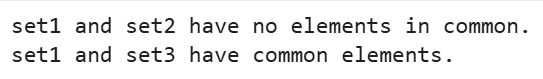 set1 and set2 have no elements in common.
set1 and set3 have common elements.